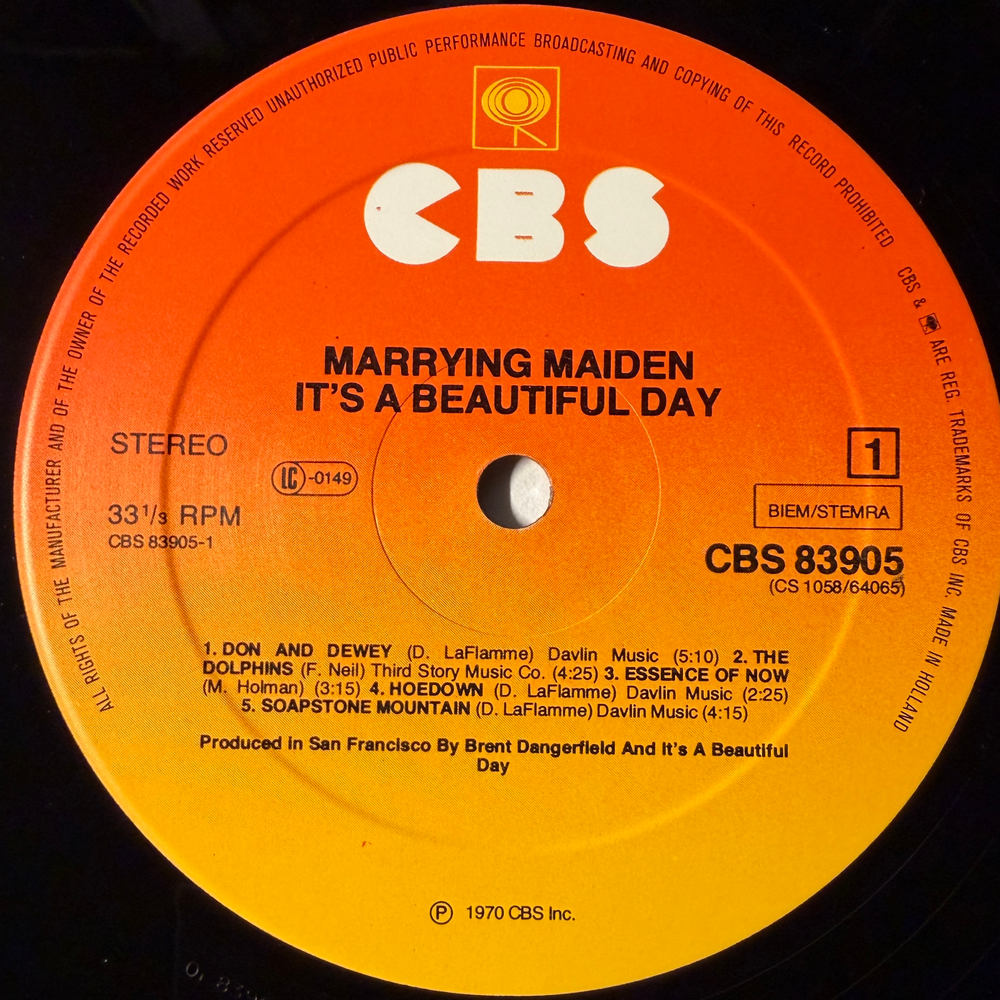 ALL RIGHTS OF THE MANUFACTURER AND OF THE OWNER OF THE RECORDED WORK RESERVED UNAUTHORIZED PUBLIC PERFORMANCE BROADCASTING AND COPYING OF THIS RECORD PROHIBITED CBS & ARE REG. TRADEMARKS OF CBS INC. MADE IN HOLLAND
CBS
MARRYING MAIDEN
IT'S A BEAUTIFUL DAY
STEREO
LC-0149
33 1/3 RPM
CBS 83905-1
1
BIEM/STEMRA
CBS 83905
(CS 1058/64065)
1. DON AND DEWEY (D. LaFlamme) Davlin Music (5:10) 2. THE
DOLPHINS (F. Neil) Third Story Music Co. (4:25) 3. ESSENCE OF NOW
(M. Holman) (3:15) 4. HOEDOWN (D. LaFlamme) Davlin Music (2:25)
5. SOAPSTONE MOUNTAIN (D. LaFlamme) Davlin Music (4:15)
Produced in San Francisco By Brent Dangerfield And It's A Beautiful
Day
Ⓟ 1970 CBS Inc.